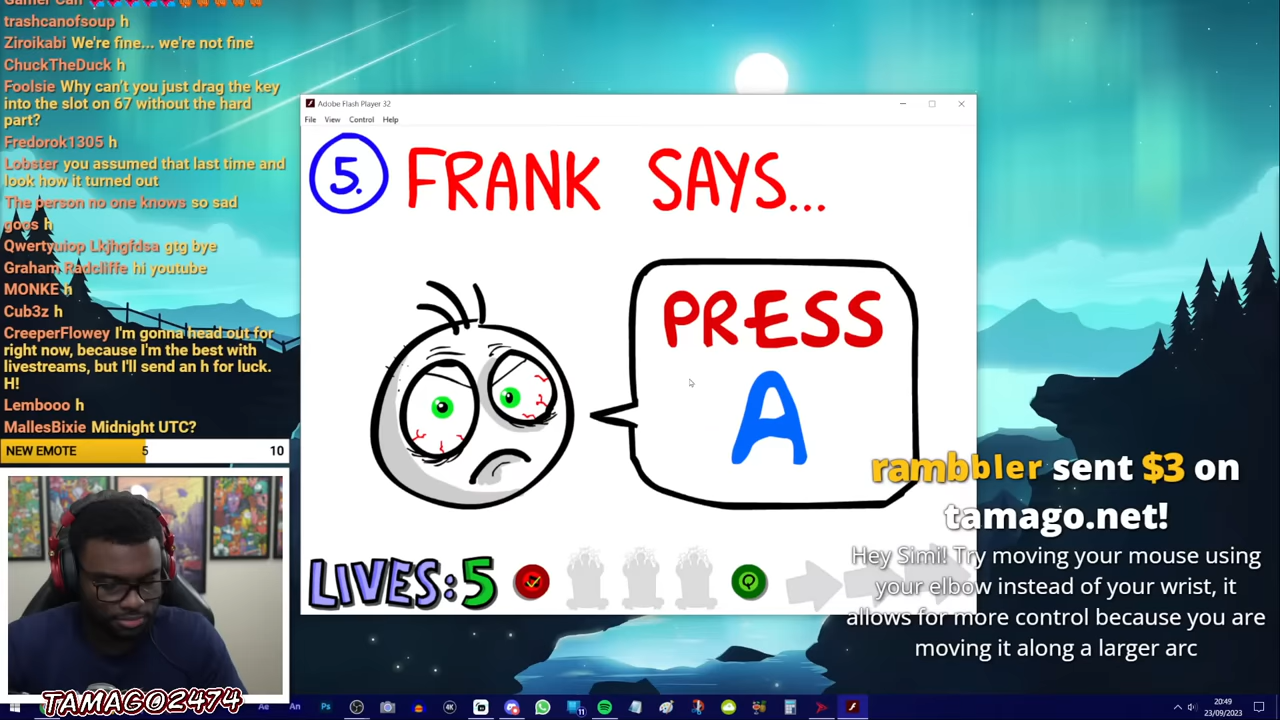 trashcanofsoup h
Ziroikabi We're fine... we're not fine
ChuckTheDuck h
Foolsie Why can't you just drag the key
into the slot on 67 without the hard
part?
Fredorok1305 h
Lobster you assumed that last time and
look how it turned out
The person no one knows so sad
gogs h
Qwertyuiop Lkjhgfdsa gtg bye
Graham Radcliffe hi youtube
MONKE h
Cub3z h
CreeperFlowey I'm gonna head out for
right now, because I'm the best with
livestreams, but I'll send an h for luck.
H!
Lembooo h
MallesBixie Midnight UTC?
NEW EMOTE 5 10
Adobe Flash Player 32
File View Control Help
5. FRANK SAYS...
PRESS
A
LIVES:5
rambbler sent $3 on
tamago.net!
Hey Simi! Try moving your mouse using
your elbow instead of your wrist, it
allows for more control because you are
moving it along a larger arc
TAMAGO2474
Ae An Ps 4K 11
20:49
23/09/2023